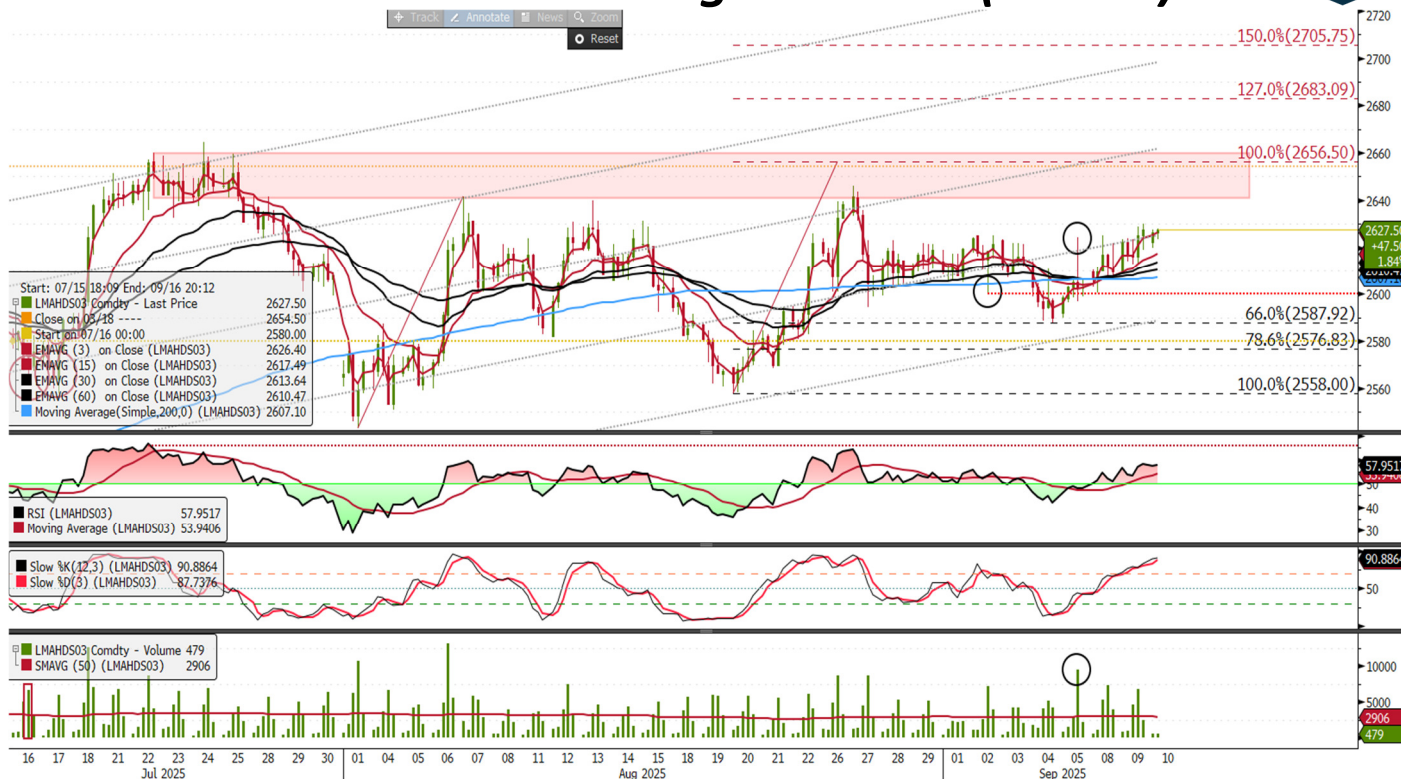 Track Annotate News Zoom
Reset
2720
150.0%(2705.75)
2700
127.0%(2683.09)
2680
100.0%(2656.50)
2660
2640
2627.50
+47.50
1.84%
2607.10
2600
66.0%(2587.92)
78.6%(2576.83)
2580
100.0%(2558.00)
2560
Start: 07/15 18:09 End: 09/16 20:12
LMAHDS03 Comdty - Last Price 2627.50
Close on 03/18 ---- 2654.50
Start on 07/16 00:00 2580.00
EMAVG (3) on Close (LMAHDS03) 2626.40
EMAVG (15) on Close (LMAHDS03) 2617.49
EMAVG (30) on Close (LMAHDS03) 2613.64
EMAVG (60) on Close (LMAHDS03) 2610.47
Moving Average(Simple,200,0) (LMAHDS03) 2607.10
RSI (LMAHDS03) 57.9517
Moving Average (LMAHDS03) 53.9406
57.9517
53.9406
50
40
30
Slow %K(12,3) (LMAHDS03) 90.8864
Slow %D(3) (LMAHDS03) 87.7376
90.8864
50
LMAHDS03 Comdty - Volume 479
SMAVG (50) (LMAHDS03) 2906
10000
5000
2906
479
16 17 18 21 22 23 24 25 28 29 30 01 04 05 06 07 08 11 12 13 14 15 18 19 20 21 22 26 27 28 29 01 02 03 04 05 08 09 10
Jul 2025 Aug 2025 Sep 2025